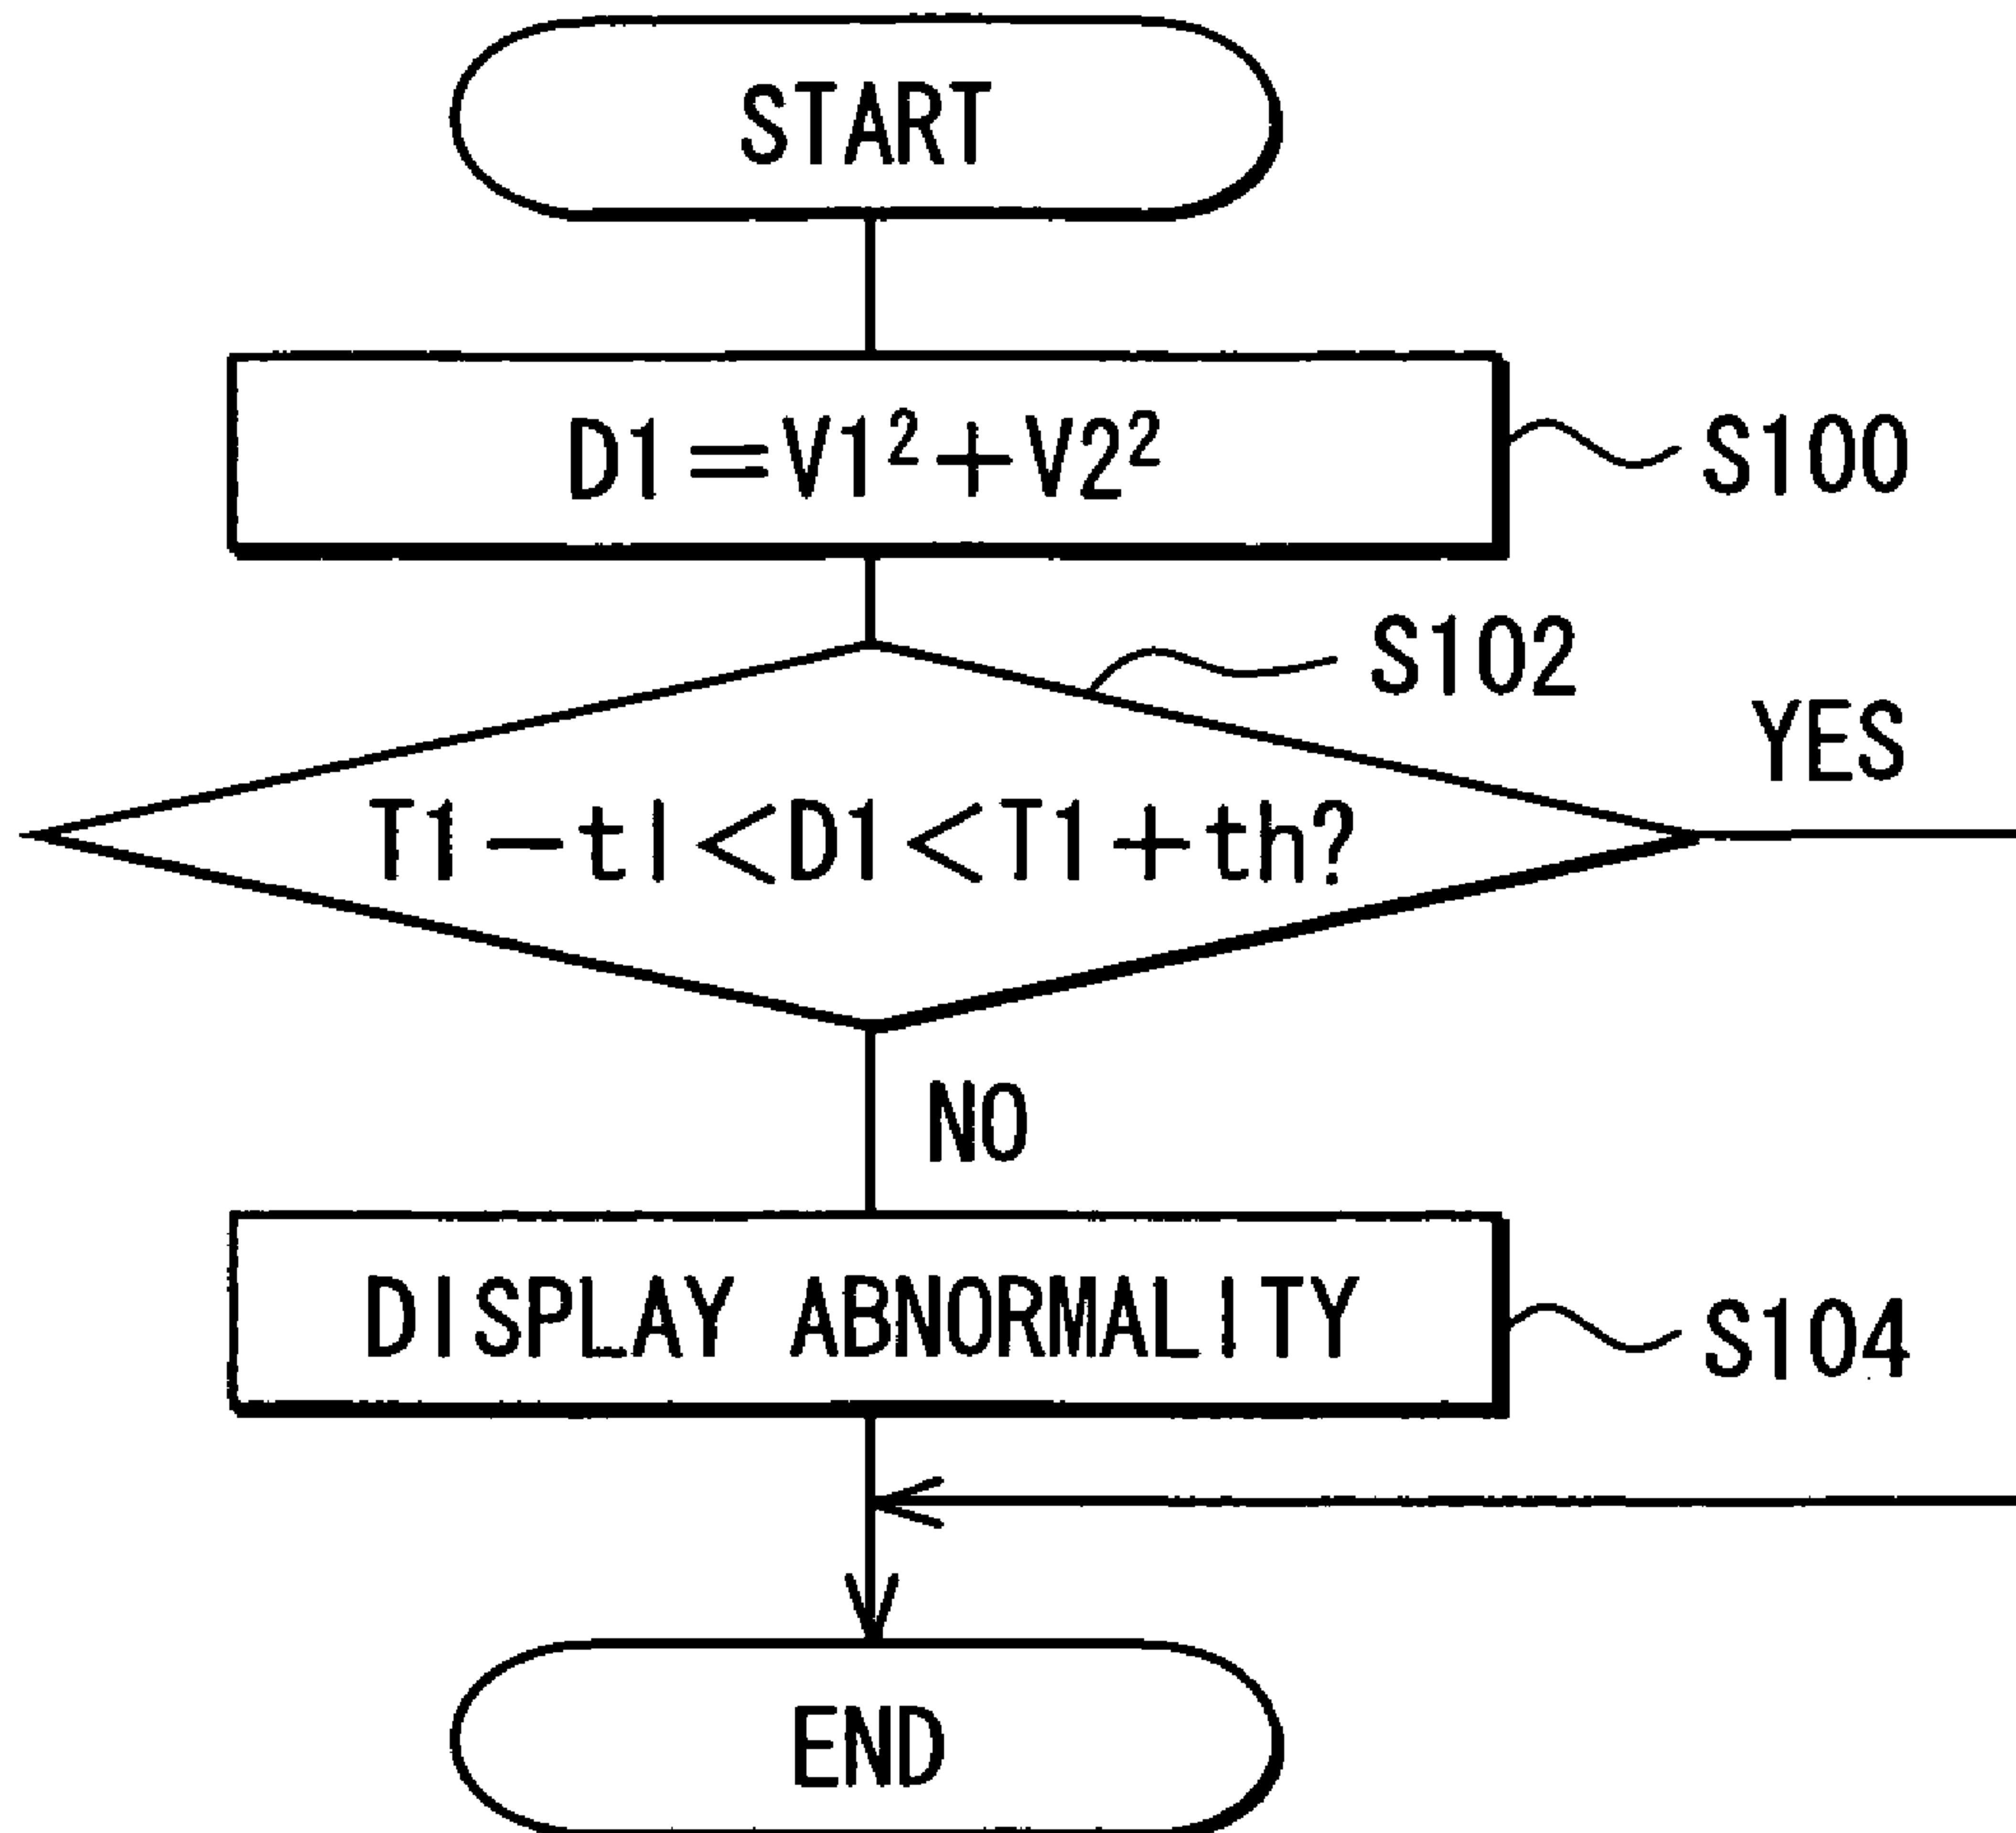 START
D1=V1²+V2²
S100
S102
YES
T1-tl<D1<T1+th?
NO
DISPLAY ABNORMALITY
S104
END